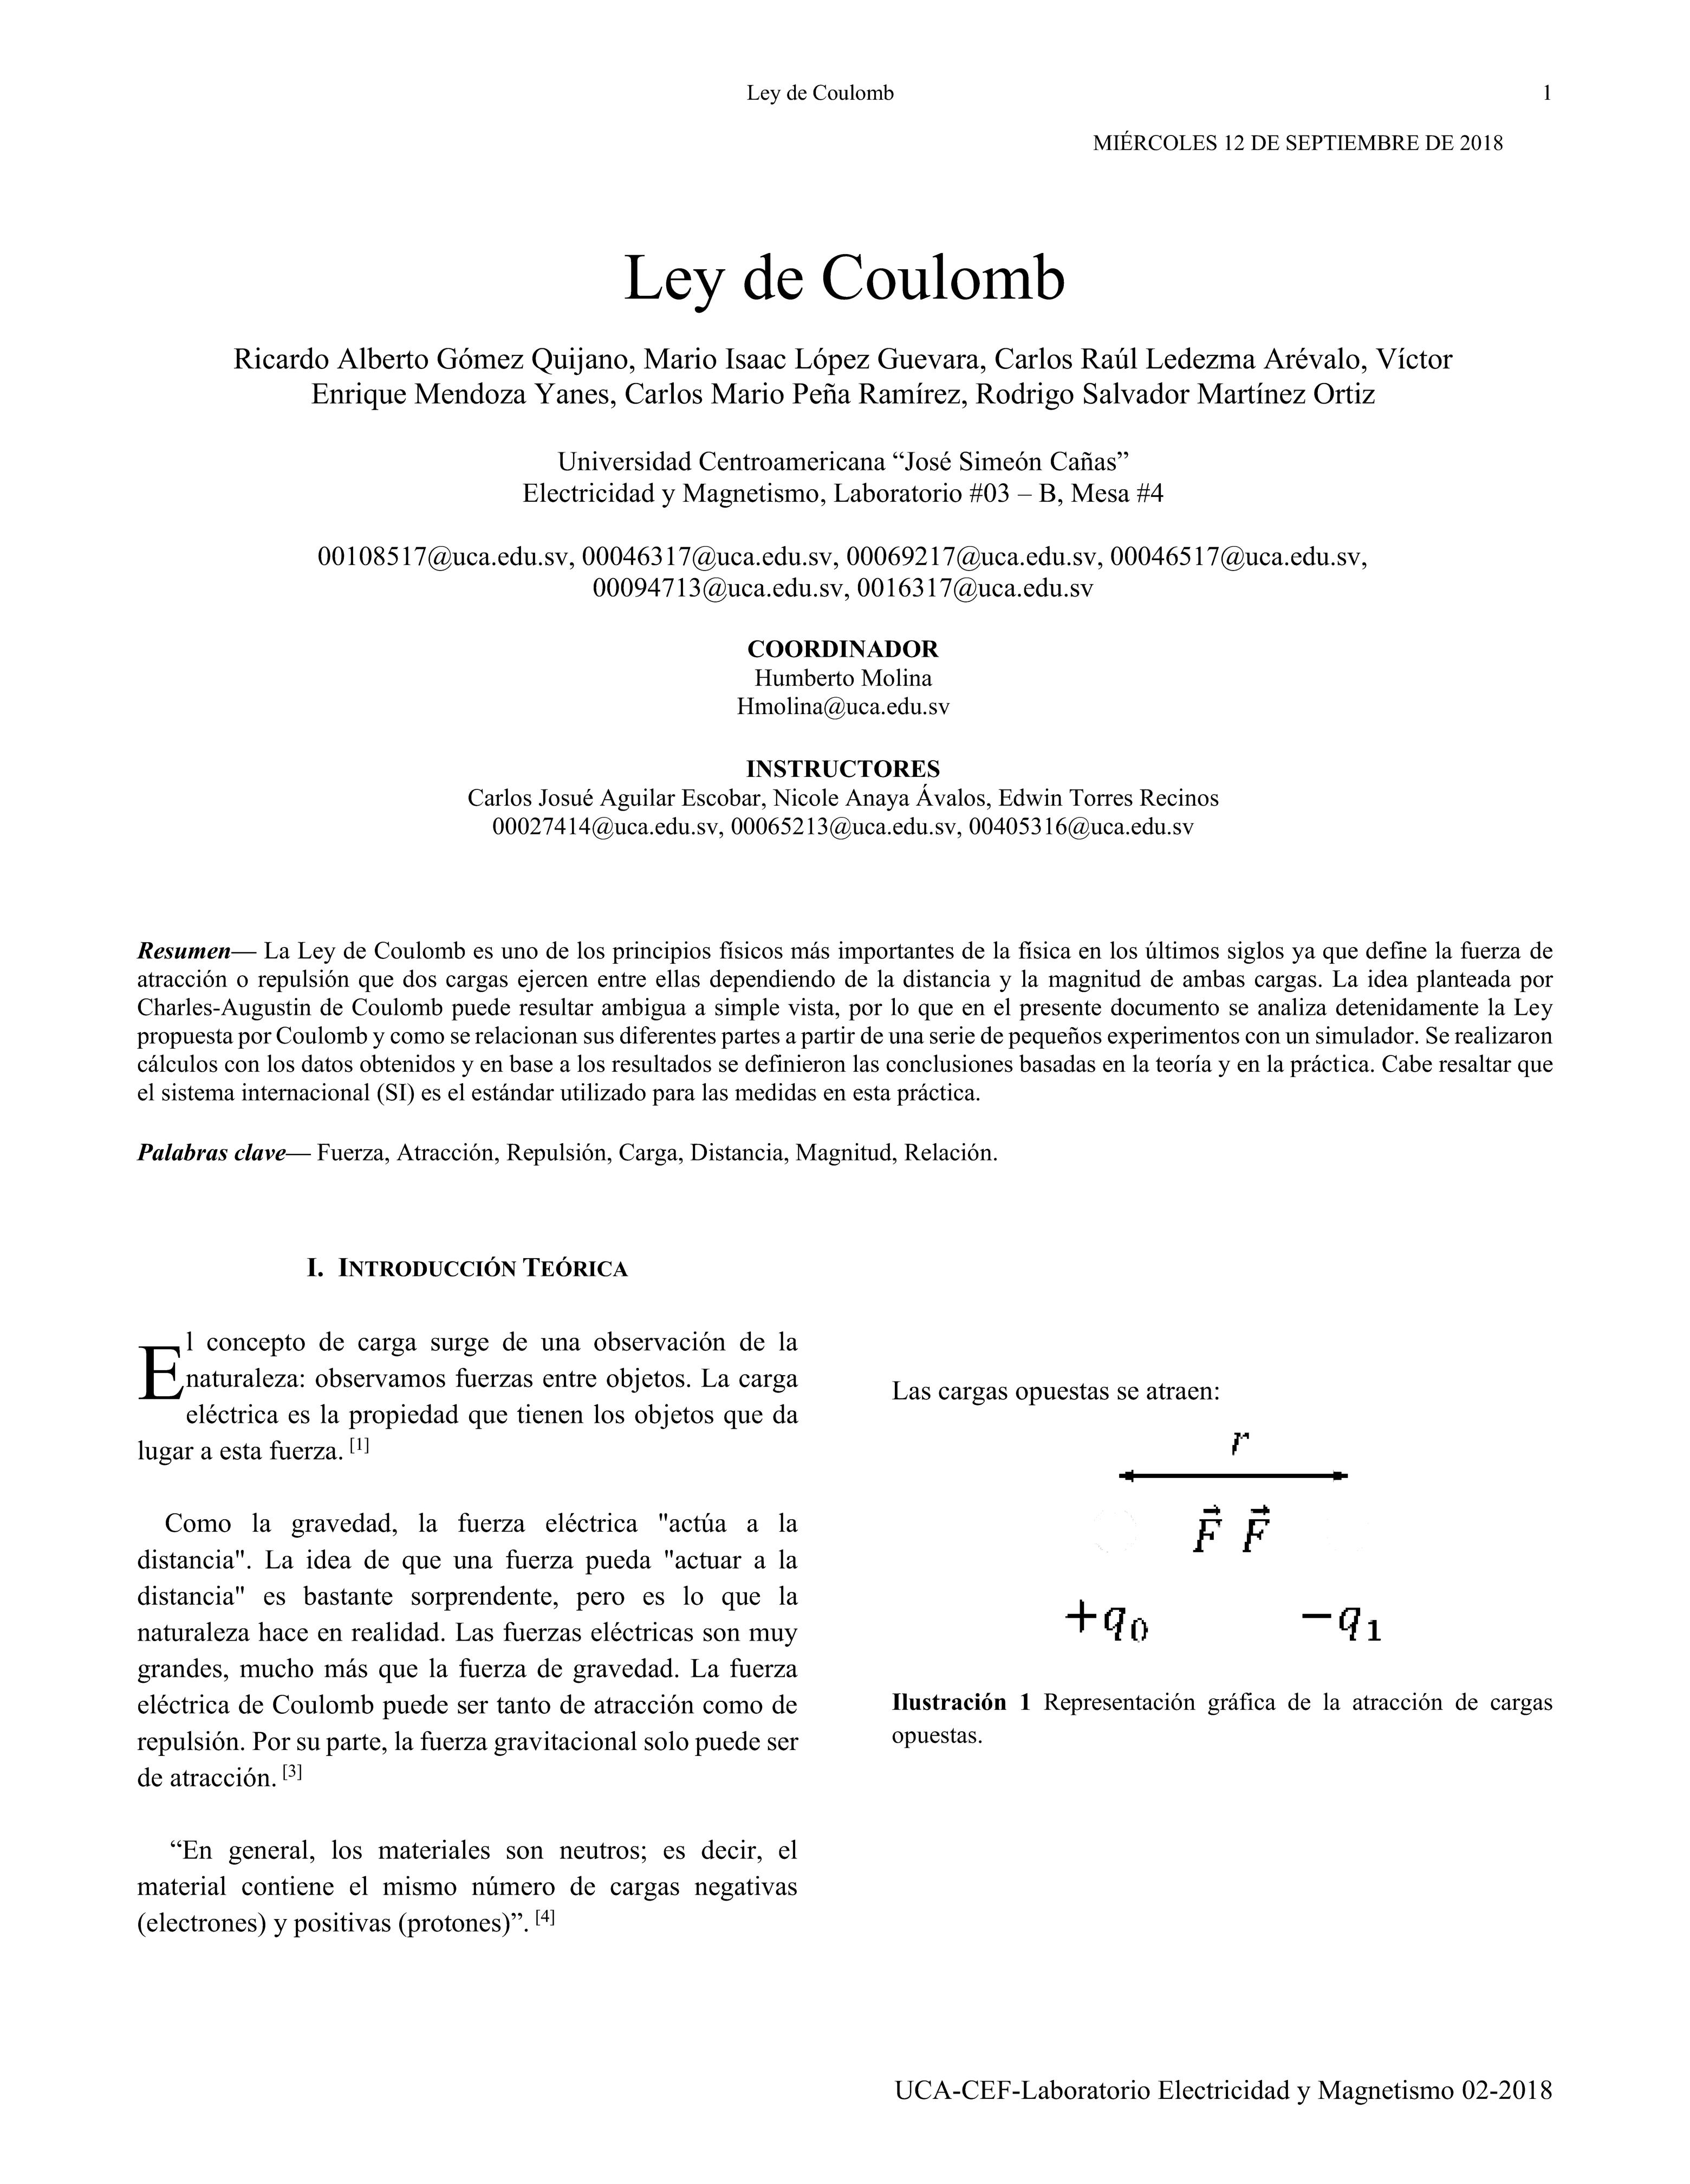 Ley de Coulomb
1
MIÉRCOLES 12 DE SEPTIEMBRE DE 2018
Ley de Coulomb
Ricardo Alberto Gómez Quijano, Mario Isaac López Guevara, Carlos Raúl Ledezma Arévalo, Víctor
Enrique Mendoza Yanes, Carlos Mario Peña Ramírez, Rodrigo Salvador Martínez Ortiz
Universidad Centroamericana “José Simeón Cañas”
Electricidad y Magnetismo, Laboratorio #03 – B, Mesa #4
00108517@uca.edu.sv, 00046317@uca.edu.sv, 00069217@uca.edu.sv, 00046517@uca.edu.sv,
00094713@uca.edu.sv, 0016317@uca.edu.sv
COORDINADOR
Humberto Molina
Hmolina@uca.edu.sv
INSTRUCTORES
Carlos Josué Aguilar Escobar, Nicole Anaya Ávalos, Edwin Torres Recinos
00027414@uca.edu.sv, 00065213@uca.edu.sv, 00405316@uca.edu.sv
Resumen— La Ley de Coulomb es uno de los principios físicos más importantes de la física en los últimos siglos ya que define la fuerza de
atracción o repulsión que dos cargas ejercen entre ellas dependiendo de la distancia y la magnitud de ambas cargas. La idea planteada por
Charles-Augustin de Coulomb puede resultar ambigua a simple vista, por lo que en el presente documento se analiza detenidamente la Ley
propuesta por Coulomb y como se relacionan sus diferentes partes a partir de una serie de pequeños experimentos con un simulador. Se realizaron
cálculos con los datos obtenidos y en base a los resultados se definieron las conclusiones basadas en la teoría y en la práctica. Cabe resaltar que
el sistema internacional (SI) es el estándar utilizado para las medidas en esta práctica.
Palabras clave— Fuerza, Atracción, Repulsión, Carga, Distancia, Magnitud, Relación.
I. INTRODUCCIÓN TEÓRICA
El concepto de carga surge de una observación de la
naturaleza: observamos fuerzas entre objetos. La carga
eléctrica es la propiedad que tienen los objetos que da
lugar a esta fuerza. [1]
Como la gravedad, la fuerza eléctrica "actúa a la
distancia". La idea de que una fuerza pueda "actuar a la
distancia" es bastante sorprendente, pero es lo que la
naturaleza hace en realidad. Las fuerzas eléctricas son muy
grandes, mucho más que la fuerza de gravedad. La fuerza
eléctrica de Coulomb puede ser tanto de atracción como de
repulsión. Por su parte, la fuerza gravitacional solo puede ser
de atracción. [3]
“En general, los materiales son neutros; es decir, el
material contiene el mismo número de cargas negativas
(electrones) y positivas (protones)”. [4]
Las cargas opuestas se atraen:
r
F⃗ F⃗
+q₀ −q₁
Ilustración 1 Representación gráfica de la atracción de cargas
opuestas.
UCA-CEF-Laboratorio Electricidad y Magnetismo 02-2018